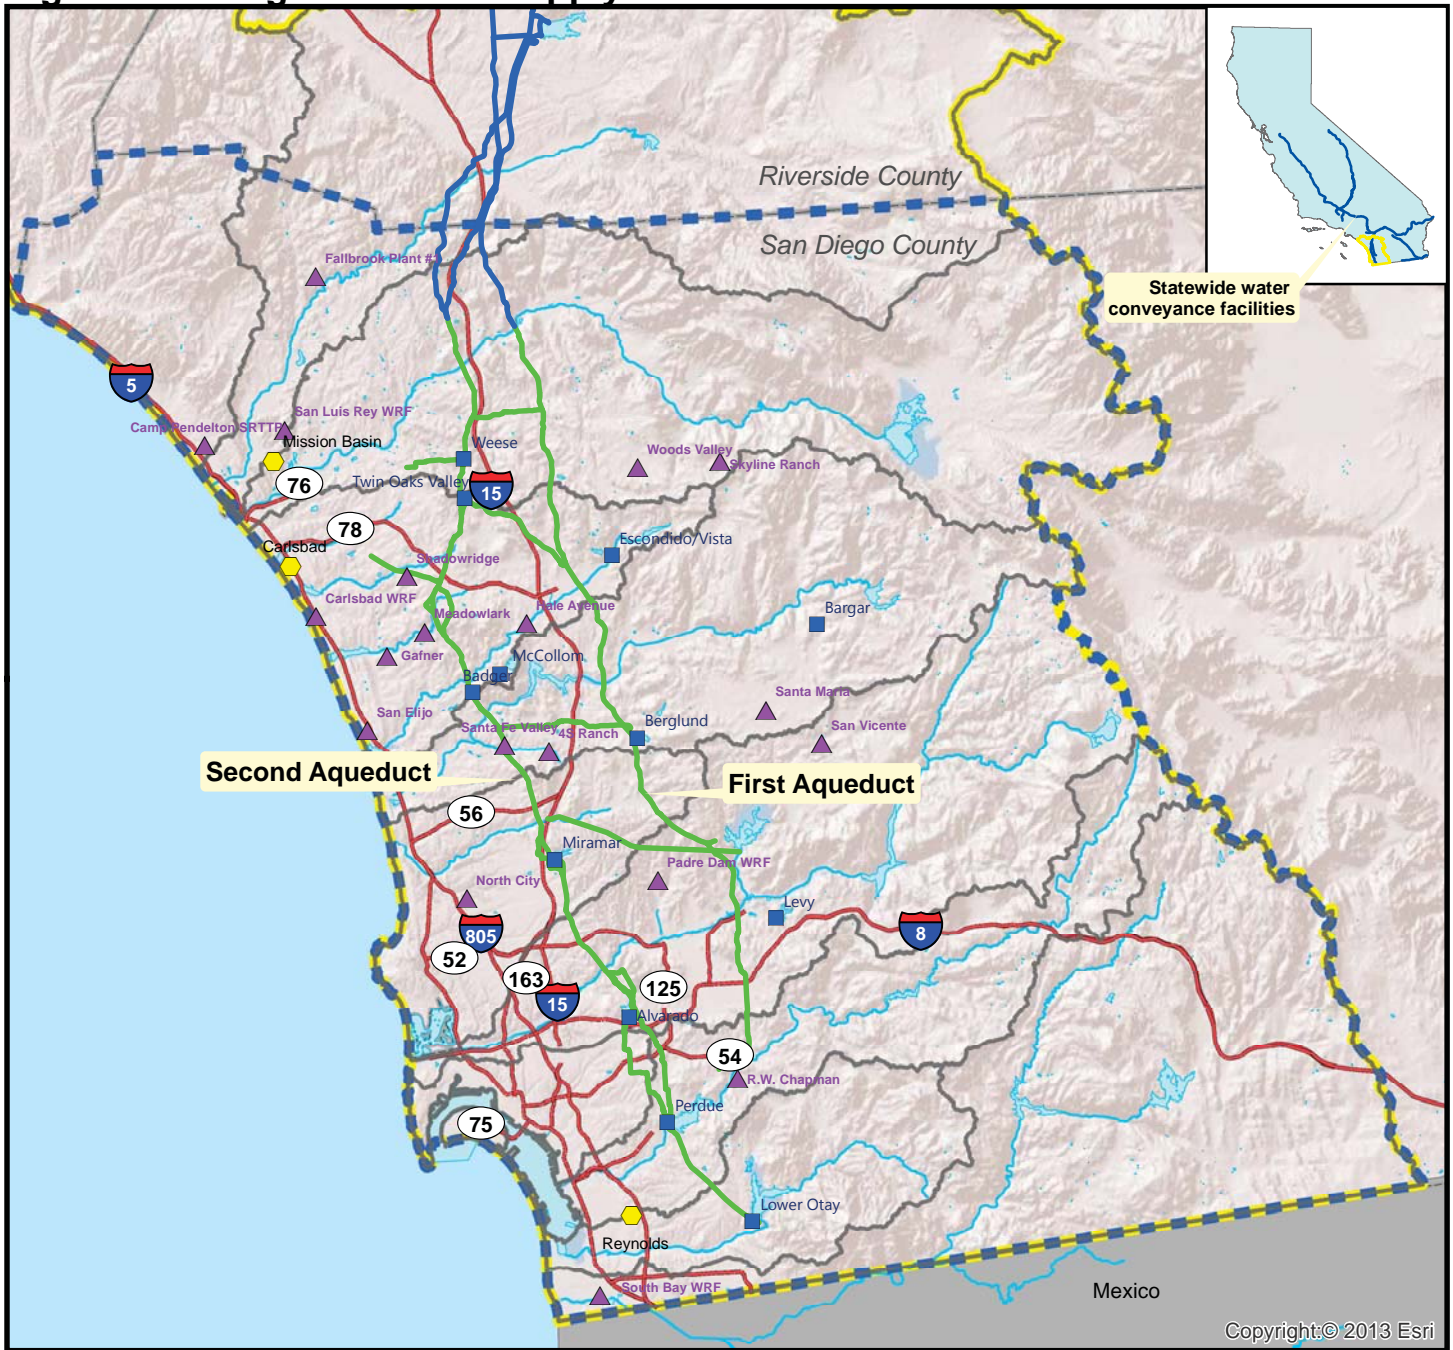 Riverside County
San Diego County
Statewide water
conveyance facilities
Fallbrook Plant #
5
San Luis Rey WRF
Camp Pendelton SRTTP
Mission Basin
Weese
Woods Valley
Skyline Ranch
76
Twin Oaks Valley
15
78
Carlsbad
Escondido/Vista
Shadowridge
Carlsbad WRF
Meadowlark
Hale Avenue
Bargar
Gafner
McCollom
Badger
Santa Maria
San Elijo
Santa Fe Valley
4S Ranch
Berglund
San Vicente
Second Aqueduct
First Aqueduct
56
Miramar
Padre Dam WRF
North City
Levy
805
8
52
163
15
125
Alvarado
54
R.W. Chapman
75
Perdue
Lower Otay
Reynolds
South Bay WRF
Mexico
Copyright:© 2013 Esri